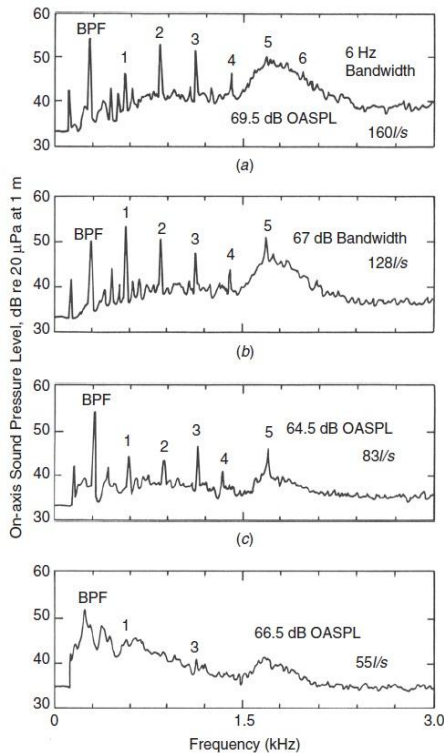 On-axis Sound Pressure Level, dB re 20 μPa at 1 m
60
50
40
30
BPF
1
2
3
4
5
6
6 Hz
Bandwidth
69.5 dB OASPL
160l/s
(a)
60
50
40
30
BPF
1
2
3
4
5
67 dB Bandwidth
128l/s
(b)
60
50
40
30
BPF
1
2
3
4
5
64.5 dB OASPL
83l/s
(c)
60
50
40
30
BPF
1
3
66.5 dB OASPL
55l/s
0
1.5
3.0
Frequency (kHz)